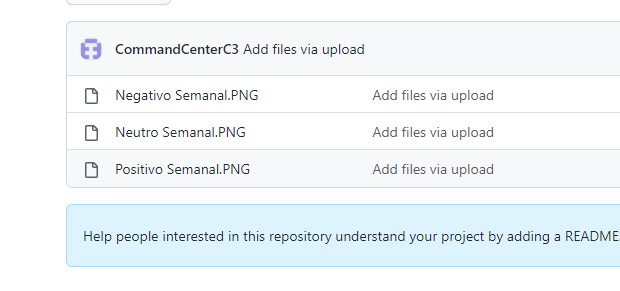 CommandCenterC3 Add files via upload
Negativo Semanal.PNG Add files via upload
Neutro Semanal.PNG Add files via upload
Positivo Semanal.PNG Add files via upload
Help people interested in this repository understand your project by adding a README.